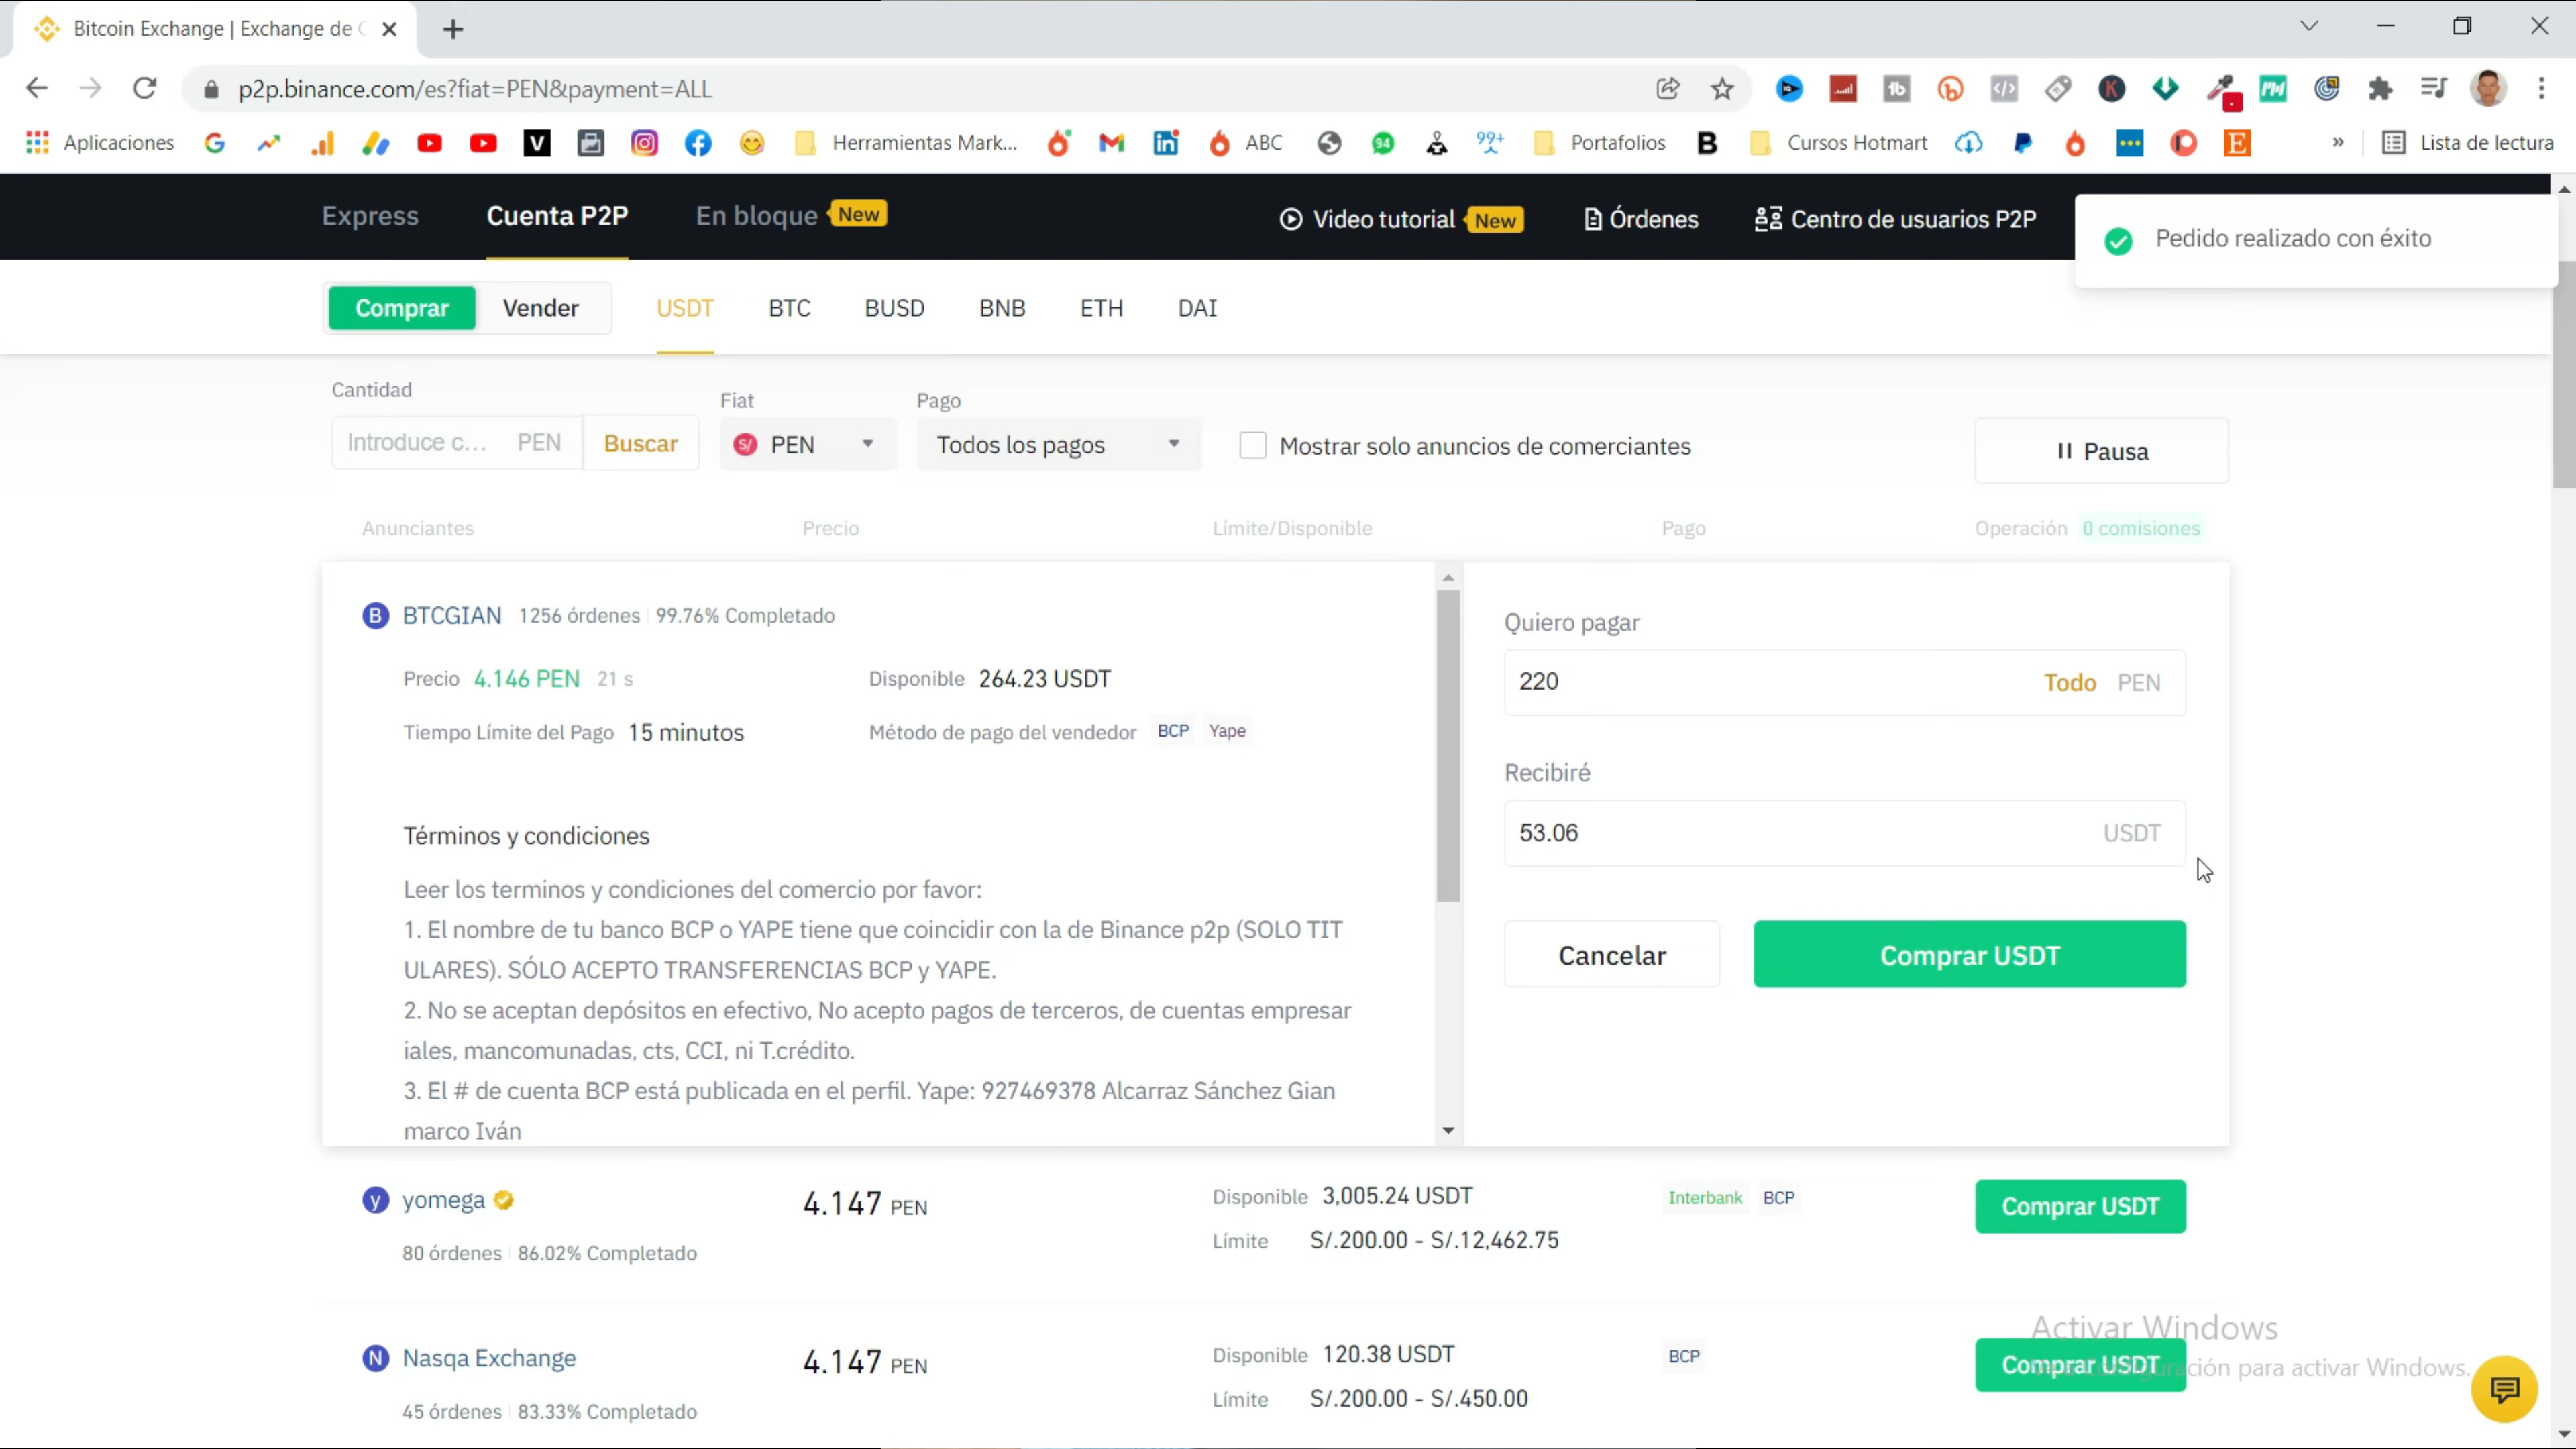 Bitcoin Exchange | Exchange de C
p2p.binance.com/es?fiat=PEN&payment=ALL
Aplicaciones
Herramientas Mark...
ABC
94
99+
Portafolios
Cursos Hotmart
»
Lista de lectura
Express
Cuenta P2P
En bloque
New
Video tutorial
New
Órdenes
Centro de usuarios P2P
Pedido realizado con éxito
Comprar
Vender
USDT
BTC
BUSD
BNB
ETH
DAI
Cantidad
Fiat
Pago
Introduce c...
PEN
Buscar
S/
PEN
Todos los pagos
Mostrar solo anuncios de comerciantes
Pausa
Anunciantes
Precio
Límite/Disponible
Pago
Operación
0 comisiones
B
BTCGIAN
1256 órdenes
99.76% Completado
Precio 4.146 PEN 21 s
Disponible 264.23 USDT
Tiempo Límite del Pago 15 minutos
Método de pago del vendedor BCP Yape
Términos y condiciones
Leer los terminos y condiciones del comercio por favor:
1. El nombre de tu banco BCP o YAPE tiene que coincidir con la de Binance p2p (SOLO TIT
ULARES). SÓLO ACEPTO TRANSFERENCIAS BCP y YAPE.
2. No se aceptan depósitos en efectivo, No acepto pagos de terceros, de cuentas empresar
iales, mancomunadas, cts, CCI, ni T.crédito.
3. El # de cuenta BCP está publicada en el perfil. Yape: 927469378 Alcarraz Sánchez Gian
marco Iván
Quiero pagar
220
Todo
PEN
Recibiré
53.06
USDT
Cancelar
Comprar USDT
y
yomega
80 órdenes
86.02% Completado
4.147 PEN
Disponible 3,005.24 USDT
Límite S/.200.00 - S/.12,462.75
Interbank
BCP
Comprar USDT
N
Nasqa Exchange
45 órdenes
83.33% Completado
4.147 PEN
Disponible 120.38 USDT
Límite S/.200.00 - S/.450.00
BCP
Comprar USDT
Activar Windows
para activar Windows.